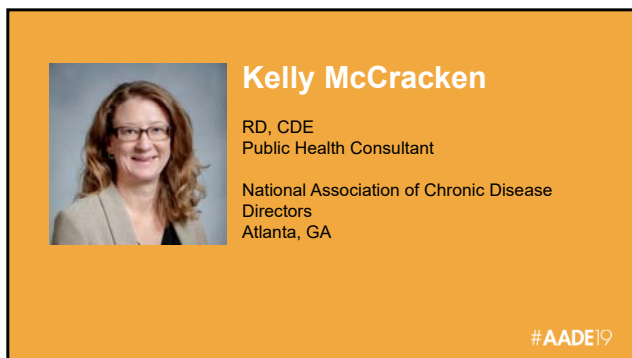 Kelly McCracken
RD, CDE
Public Health Consultant
National Association of Chronic Disease
Directors
Atlanta, GA
#AADE19